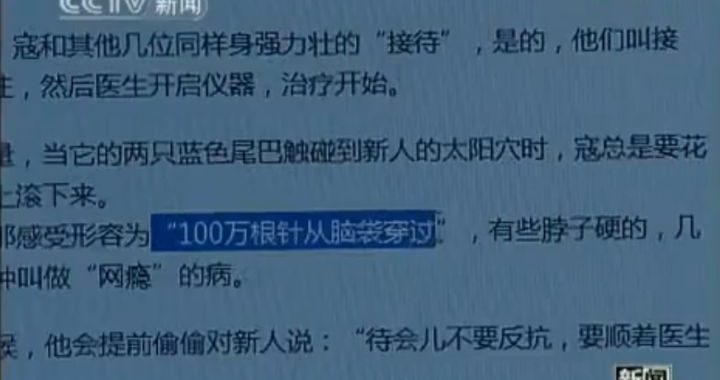 CCTV 新闻
寇和其他几位同样身强力壮的“接待”，是的，他们叫接
主，然后医生开启仪器，治疗开始。
量，当它的两只蓝色尾巴触碰到新人的太阳穴时，寇总是要花
上滚下来。
那感受形容为“100万根针从脑袋穿过”，有些脖子硬的，几
种叫做“网瘾”的病。
候，他会提前偷偷对新人说：“待会儿不要反抗，要顺着医生
新闻